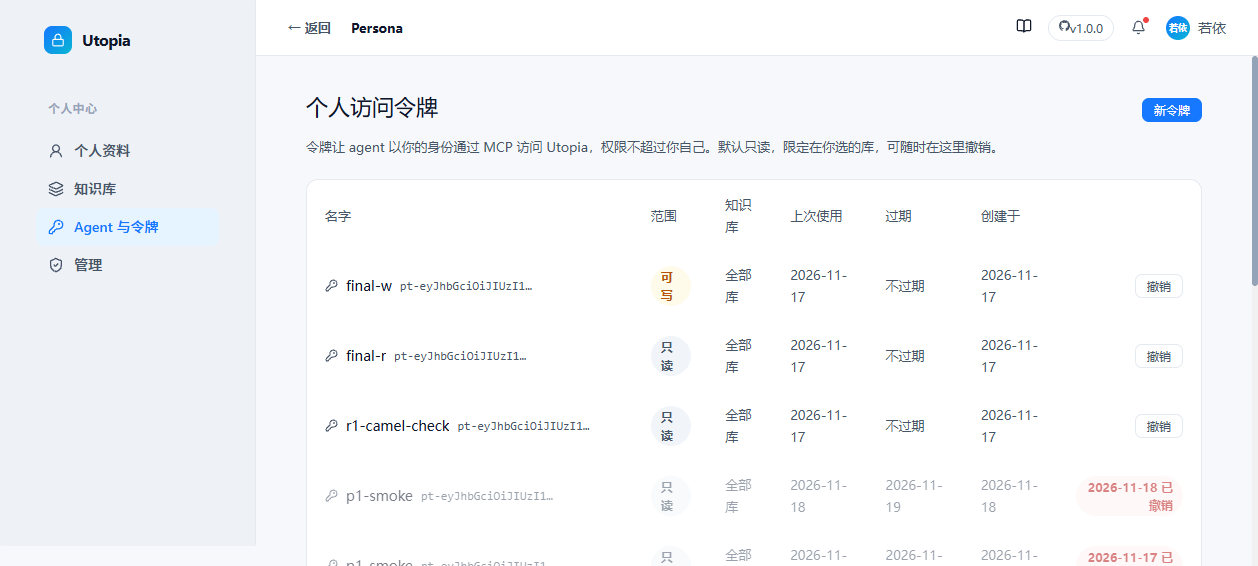 Utopia
← 返回 Persona
v1.0.0
若依 若依
个人中心
个人资料
知识库
Agent 与令牌
管理
个人访问令牌
新令牌
令牌让 agent 以你的身份通过 MCP 访问 Utopia，权限不超过你自己。默认只读，限定在你选的库，可随时在这里撤销。
名字 范围 知识库 上次使用 过期 创建于
final-w pt-eyJhbGciOiJIUzI1… 可写 全部库 2026-11-17 不过期 2026-11-17 撤销
final-r pt-eyJhbGciOiJIUzI1… 只读 全部库 2026-11-17 不过期 2026-11-17 撤销
r1-camel-check pt-eyJhbGciOiJIUzI1… 只读 全部库 2026-11-17 不过期 2026-11-17 撤销
p1-smoke pt-eyJhbGciOiJIUzI1… 只读 全部库 2026-11-18 2026-11-19 2026-11-18 2026-11-18 已撤销
p1-smoke pt-eyJhbGciOiJIUzI1… 只 全部 2026-11- 2026-11- 2026-11- 2026-11-17 已